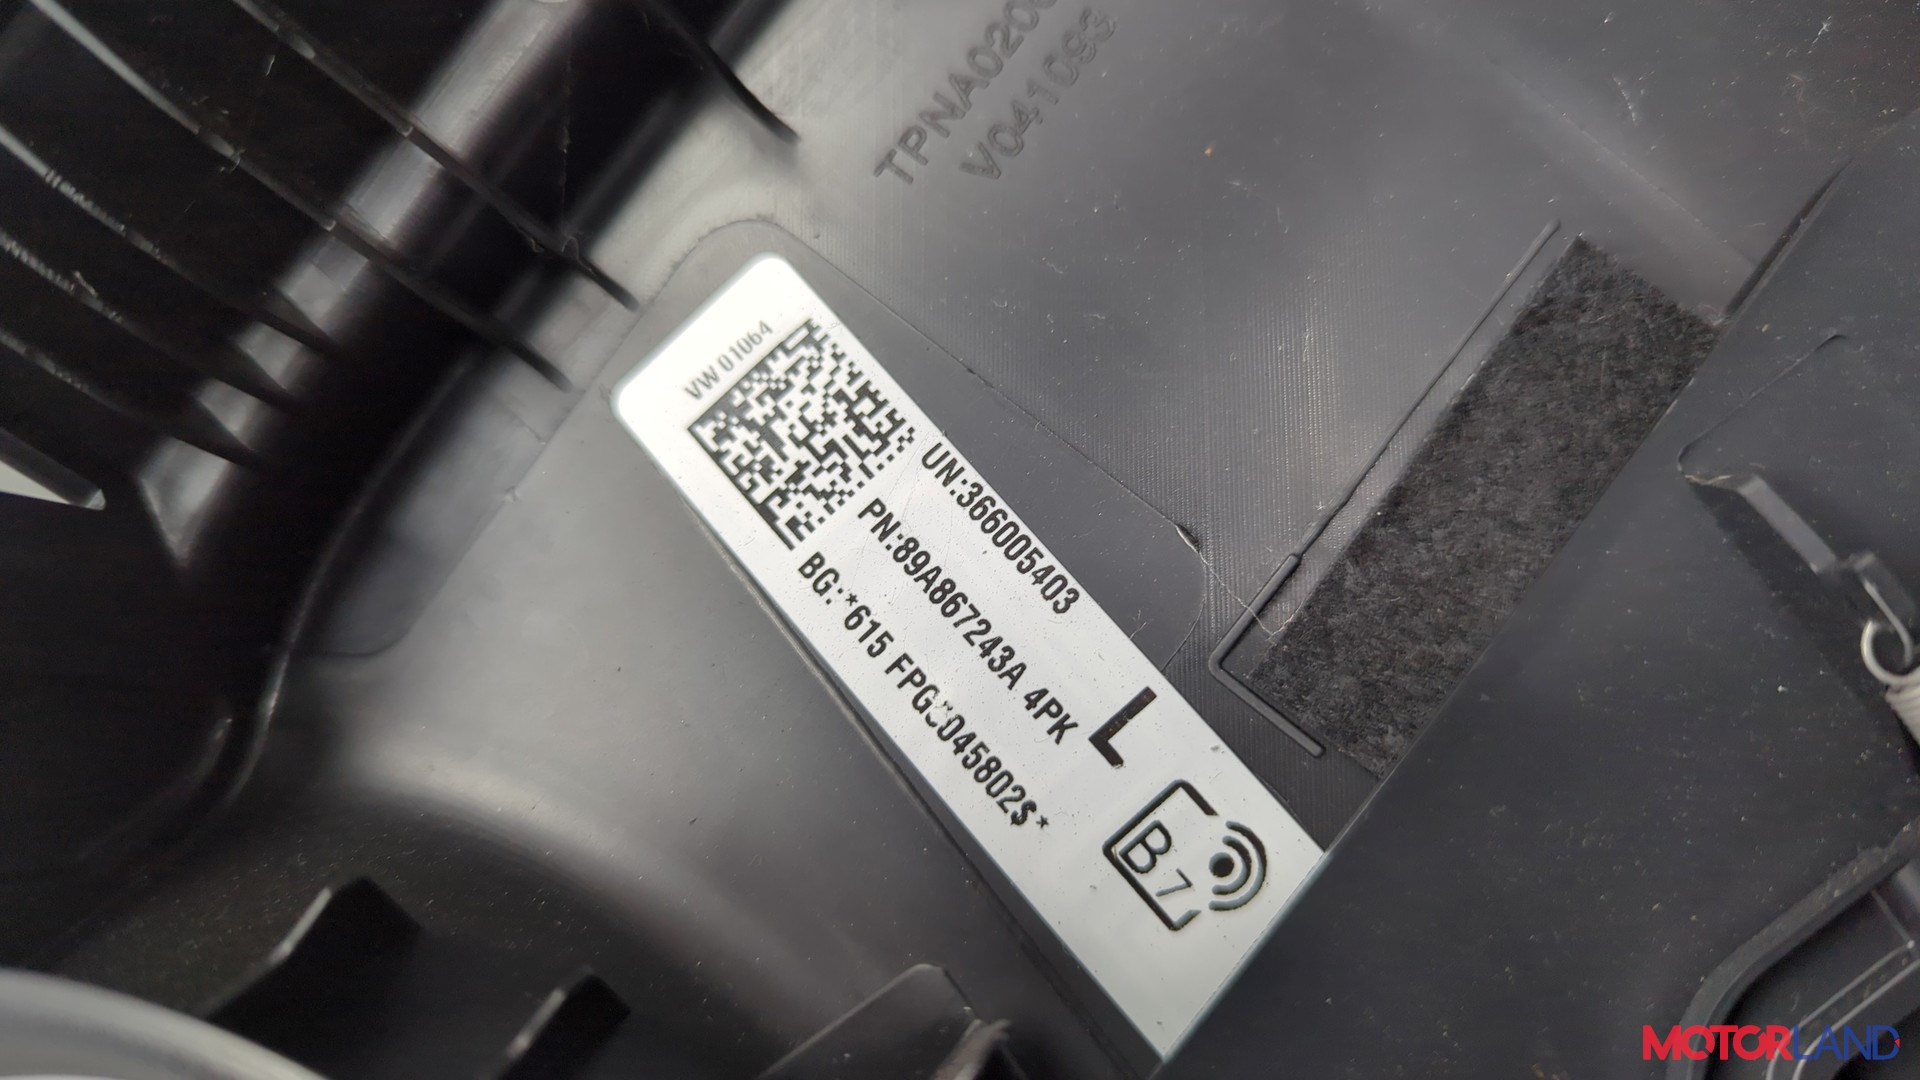 TPNA020
V041093
VW 01064
UN:366005403
PN:89A867243A 4PK
BG:*615 FPG*045802$*
L
B7
MOTORLAND